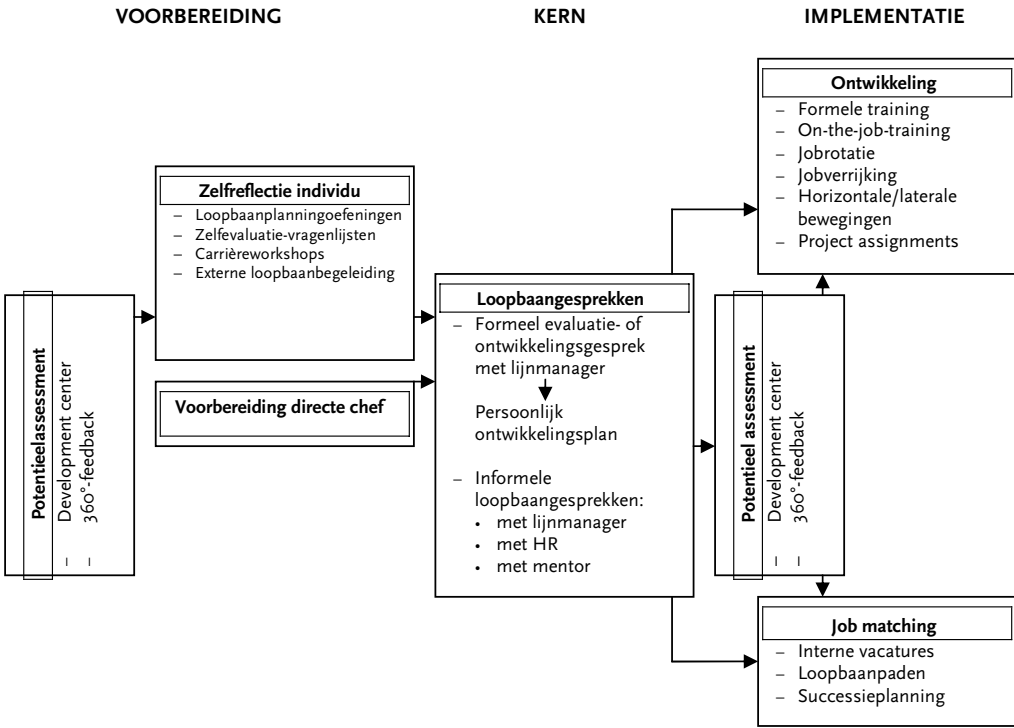 VOORBEREIDING
KERN
IMPLEMENTATIE
Potentieelassessment
– Development center
– 360°-feedback
Zelfreflectie individu
– Loopbaanplanningoefeningen
– Zelfevaluatie-vragenlijsten
– Carrièreworkshops
– Externe loopbaanbegeleiding
Voorbereiding directe chef
Loopbaangesprekken
– Formeel evaluatie- of
ontwikkelingsgesprek
met lijnmanager
Persoonlijk
ontwikkelingsplan
– Informele
loopbaangesprekken:
• met lijnmanager
• met HR
• met mentor
Potentieel assessment
– Development center
– 360°-feedback
Ontwikkeling
– Formele training
– On-the-job-training
– Jobrotatie
– Jobverrijking
– Horizontale/laterale
bewegingen
– Project assignments
Job matching
– Interne vacatures
– Loopbaanpaden
– Successieplanning